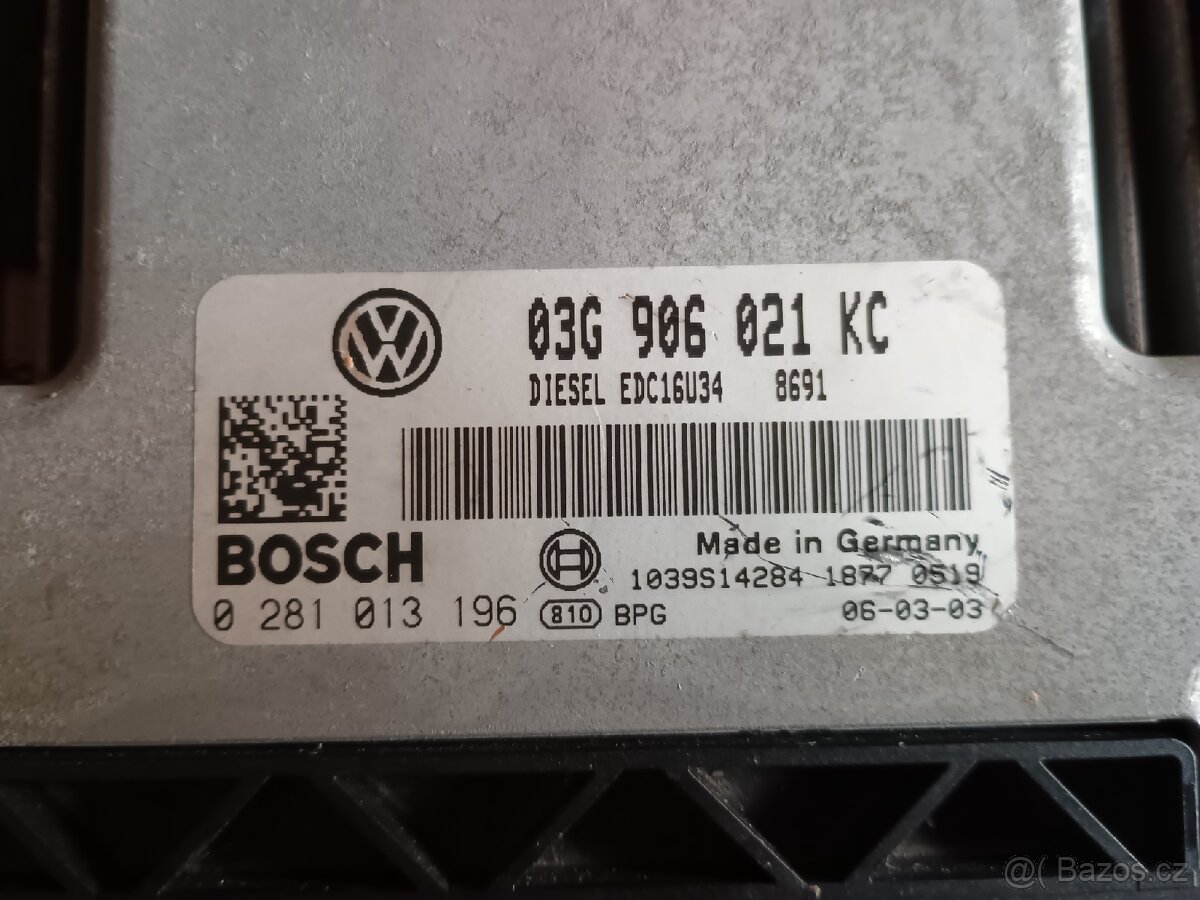 03G 906 021 KC
DIESEL EDC16U34 8691
BOSCH
Made in Germany
1039S14284 1877 0519
0 281 013 196 810 BPG 06-03-03
@( Bazos.cz